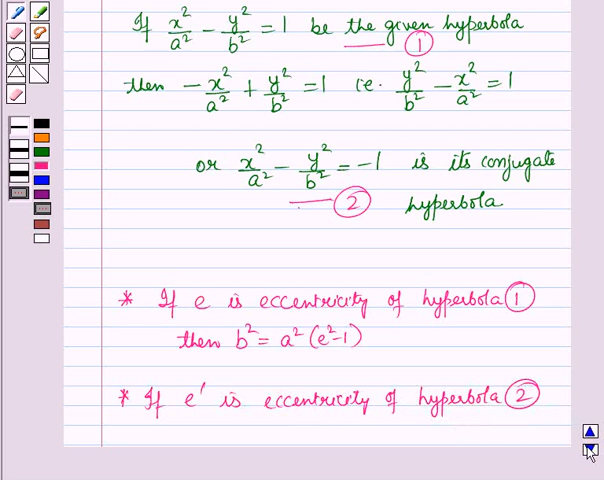 If x²/a² - y²/b² = 1 be the given hyperbola
—— ①
then -x²/a² + y²/b² = 1 i.e. y²/b² - x²/a² = 1
or x²/a² - y²/b² = -1 is its conjugate
—— ② hyperbola
* If e is eccentricity of hyperbola ①
then b² = a² (e²-1)
* If e' is eccentricity of hyperbola ②